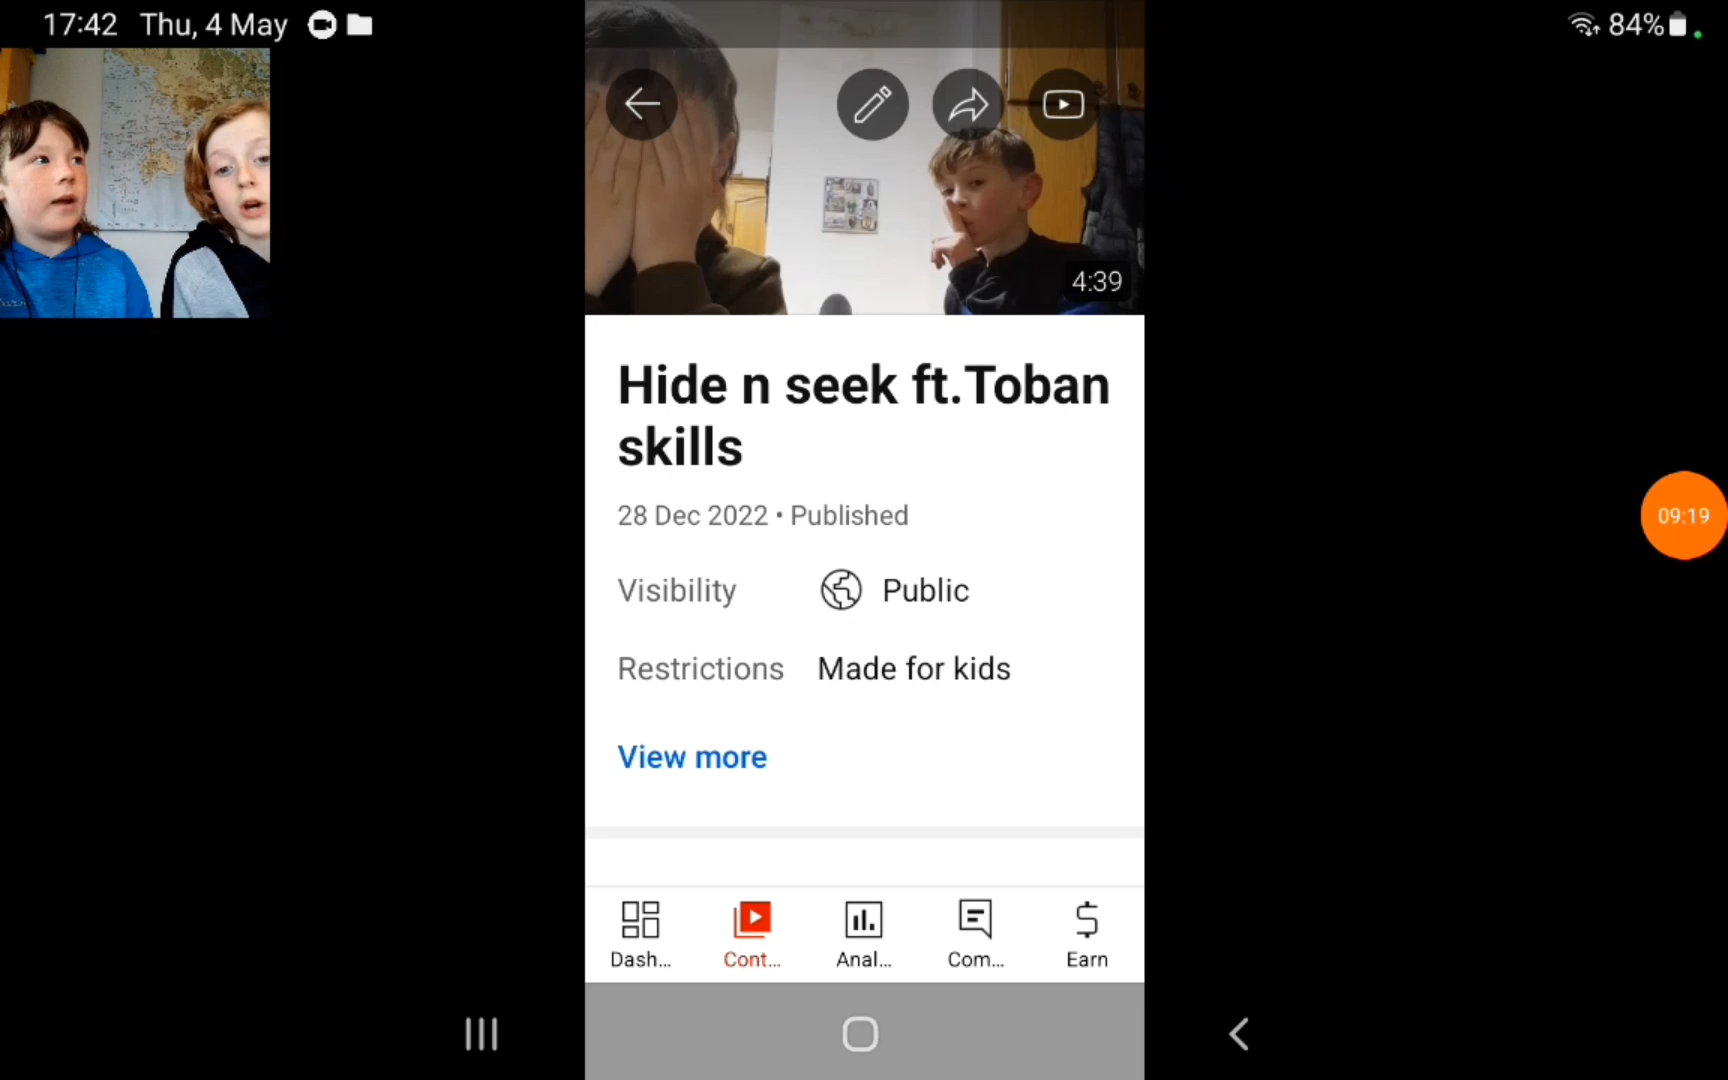 17:42 Thu, 4 May
84%
4:39
Hide n seek ft.Toban
skills
28 Dec 2022 • Published
Visibility Public
Restrictions Made for kids
View more
09:19
Dash... Cont... Anal... Com... Earn